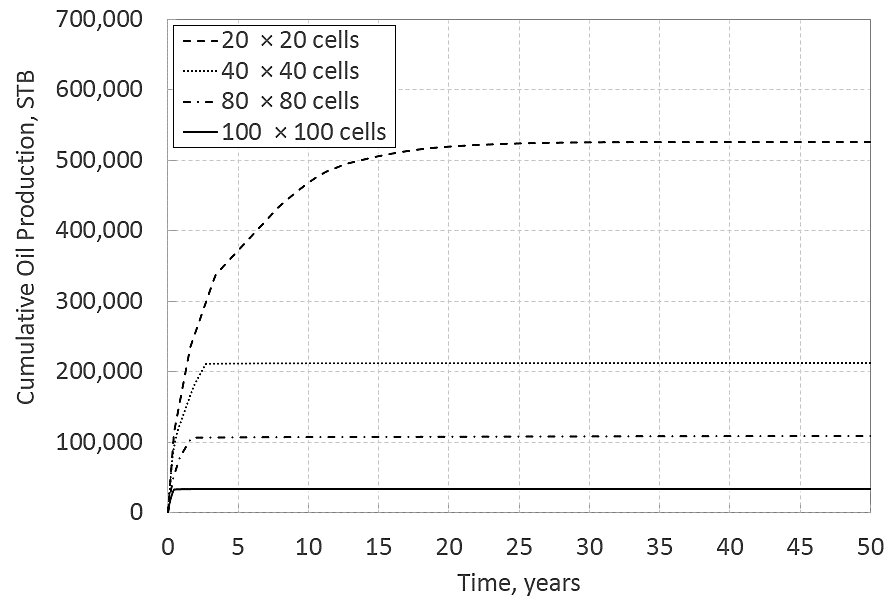 700,000
600,000
500,000
400,000
300,000
200,000
100,000
0
Cumulative Oil Production, STB
20 × 20 cells
40 × 40 cells
80 × 80 cells
100 × 100 cells
0 5 10 15 20 25 30 35 40 45 50
Time, years